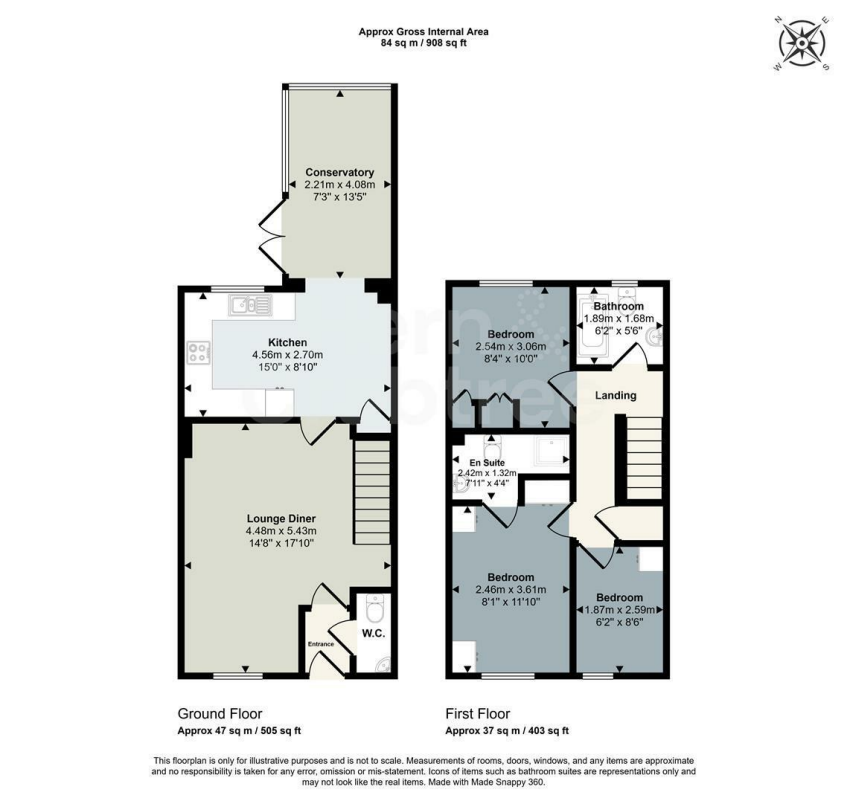 Approx Gross Internal Area
84 sq m / 908 sq ft
N
E
W
S
Conservatory
2.21m x 4.08m
7'3" x 13'5"
Kitchen
4.56m x 2.70m
15'0" x 8'10"
Lounge Diner
4.48m x 5.43m
14'8" x 17'10"
Entrance
W.C.
Bedroom
2.54m x 3.06m
8'4" x 10'0"
Bathroom
1.89m x 1.68m
6'2" x 5'6"
Landing
En Suite
2.42m x 1.32m
7'11" x 4'4"
Bedroom
2.46m x 3.61m
8'1" x 11'10"
Bedroom
1.87m x 2.59m
6'2" x 8'6"
Ground Floor
Approx 47 sq m / 505 sq ft
First Floor
Approx 37 sq m / 403 sq ft
This floorplan is only for illustrative purposes and is not to scale. Measurements of rooms, doors, windows, and any items are approximate
and no responsibility is taken for any error, omission or mis-statement. Icons of items such as bathroom suites are representations only and
may not look like the real items. Made with Made Snappy 360.